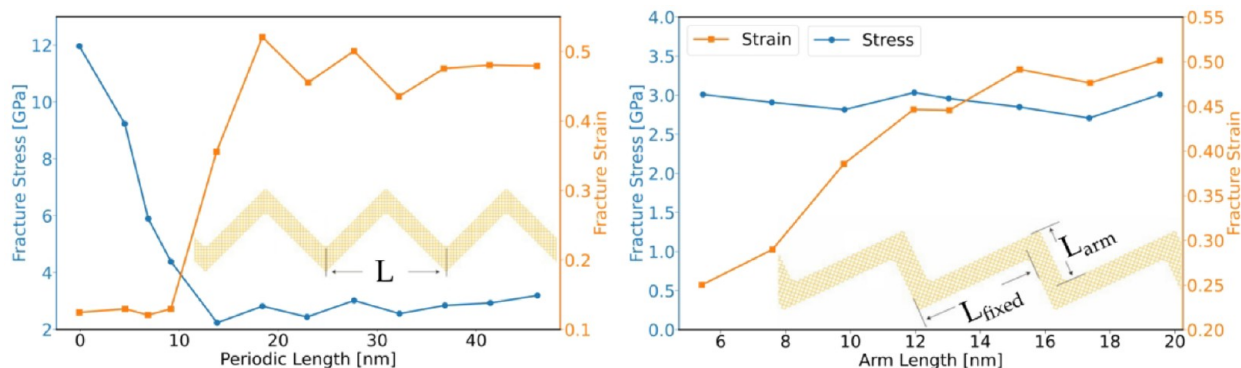 12
10
8
6
4
2
Fracture Stress [GPa]
0.5
0.4
0.3
0.2
0.1
Fracture Strain
L
0 10 20 30 40
Periodic Length [nm]
4.0
3.5
3.0
2.5
2.0
1.5
1.0
0.5
0.0
Fracture Stress [GPa]
Strain Stress
0.55
0.50
0.45
0.40
0.35
0.30
0.25
0.20
Fracture Strain
Larm
Lfixed
6 8 10 12 14 16 18 20
Arm Length [nm]